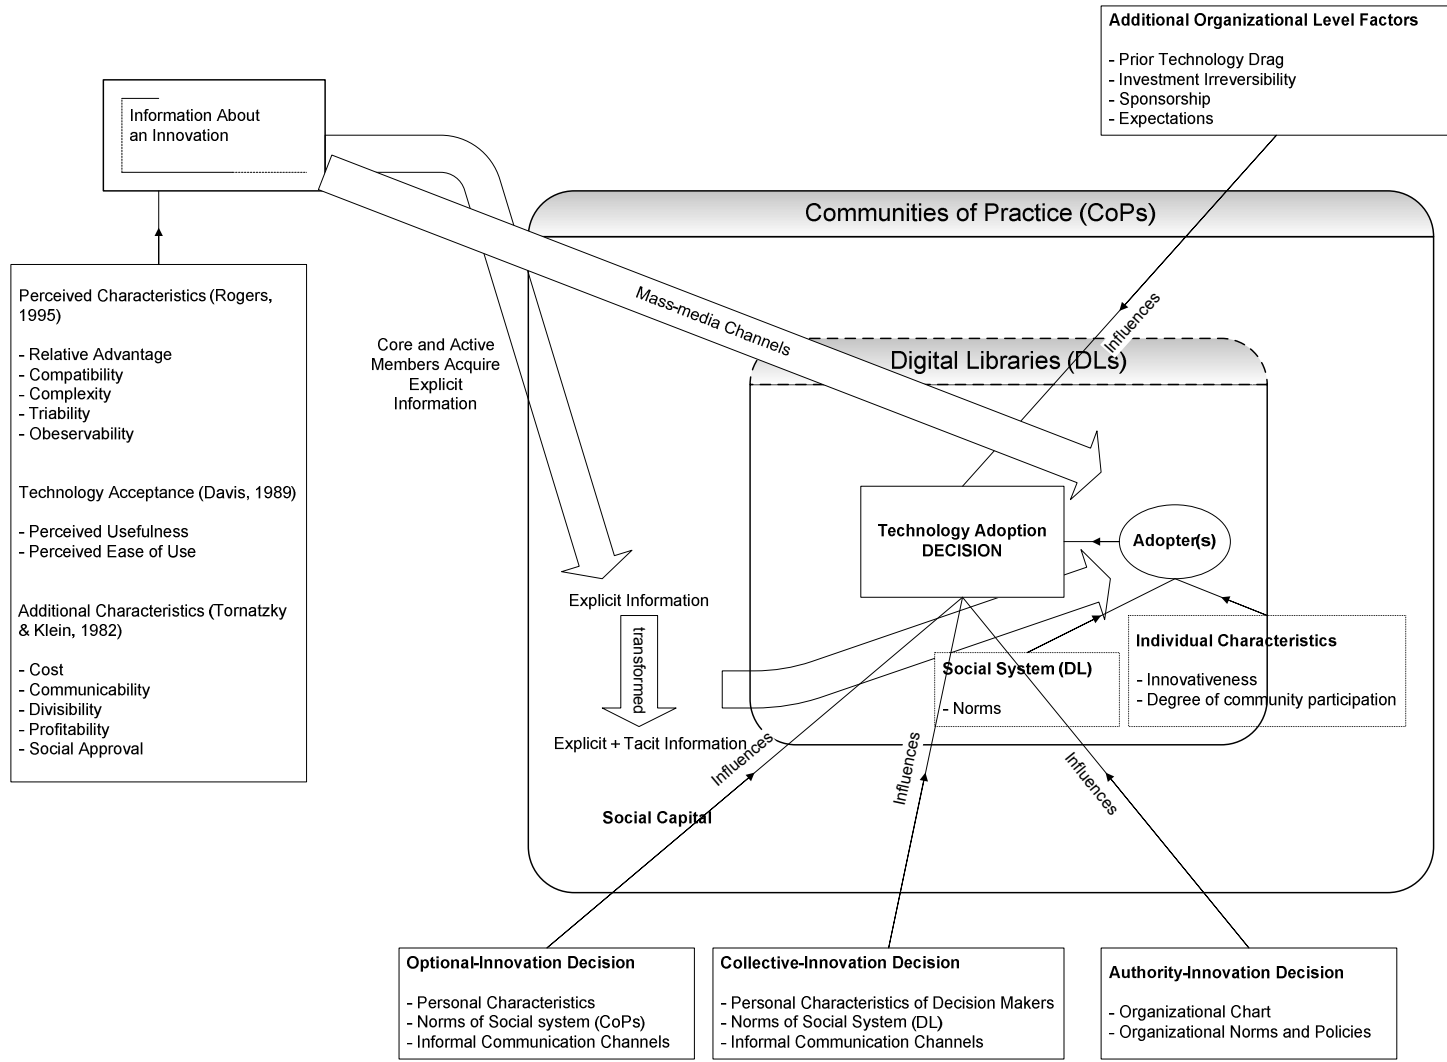 Additional Organizational Level Factors
- Prior Technology Drag
- Investment Irreversibility
- Sponsorship
- Expectations
Information About
an Innovation
Communities of Practice (CoPs)
Perceived Characteristics (Rogers,
1995)
- Relative Advantage
- Compatibility
- Complexity
- Triability
- Obeservability
Technology Acceptance (Davis, 1989)
- Perceived Usefulness
- Perceived Ease of Use
Additional Characteristics (Tornatzky
& Klein, 1982)
- Cost
- Communicability
- Divisibility
- Profitability
- Social Approval
Core and Active
Members Acquire
Explicit
Information
Mass-media Channels
Influences
Digital Libraries (DLs)
Technology Adoption
DECISION
Adopter(s)
Explicit Information
transformed
Explicit + Tacit Information
Social Capital
Social System (DL)
- Norms
Individual Characteristics
- Innovativeness
- Degree of community participation
Influences
Influences
Influences
Optional-Innovation Decision
- Personal Characteristics
- Norms of Social system (CoPs)
- Informal Communication Channels
Collective-Innovation Decision
- Personal Characteristics of Decision Makers
- Norms of Social System (DL)
- Informal Communication Channels
Authority-Innovation Decision
- Organizational Chart
- Organizational Norms and Policies